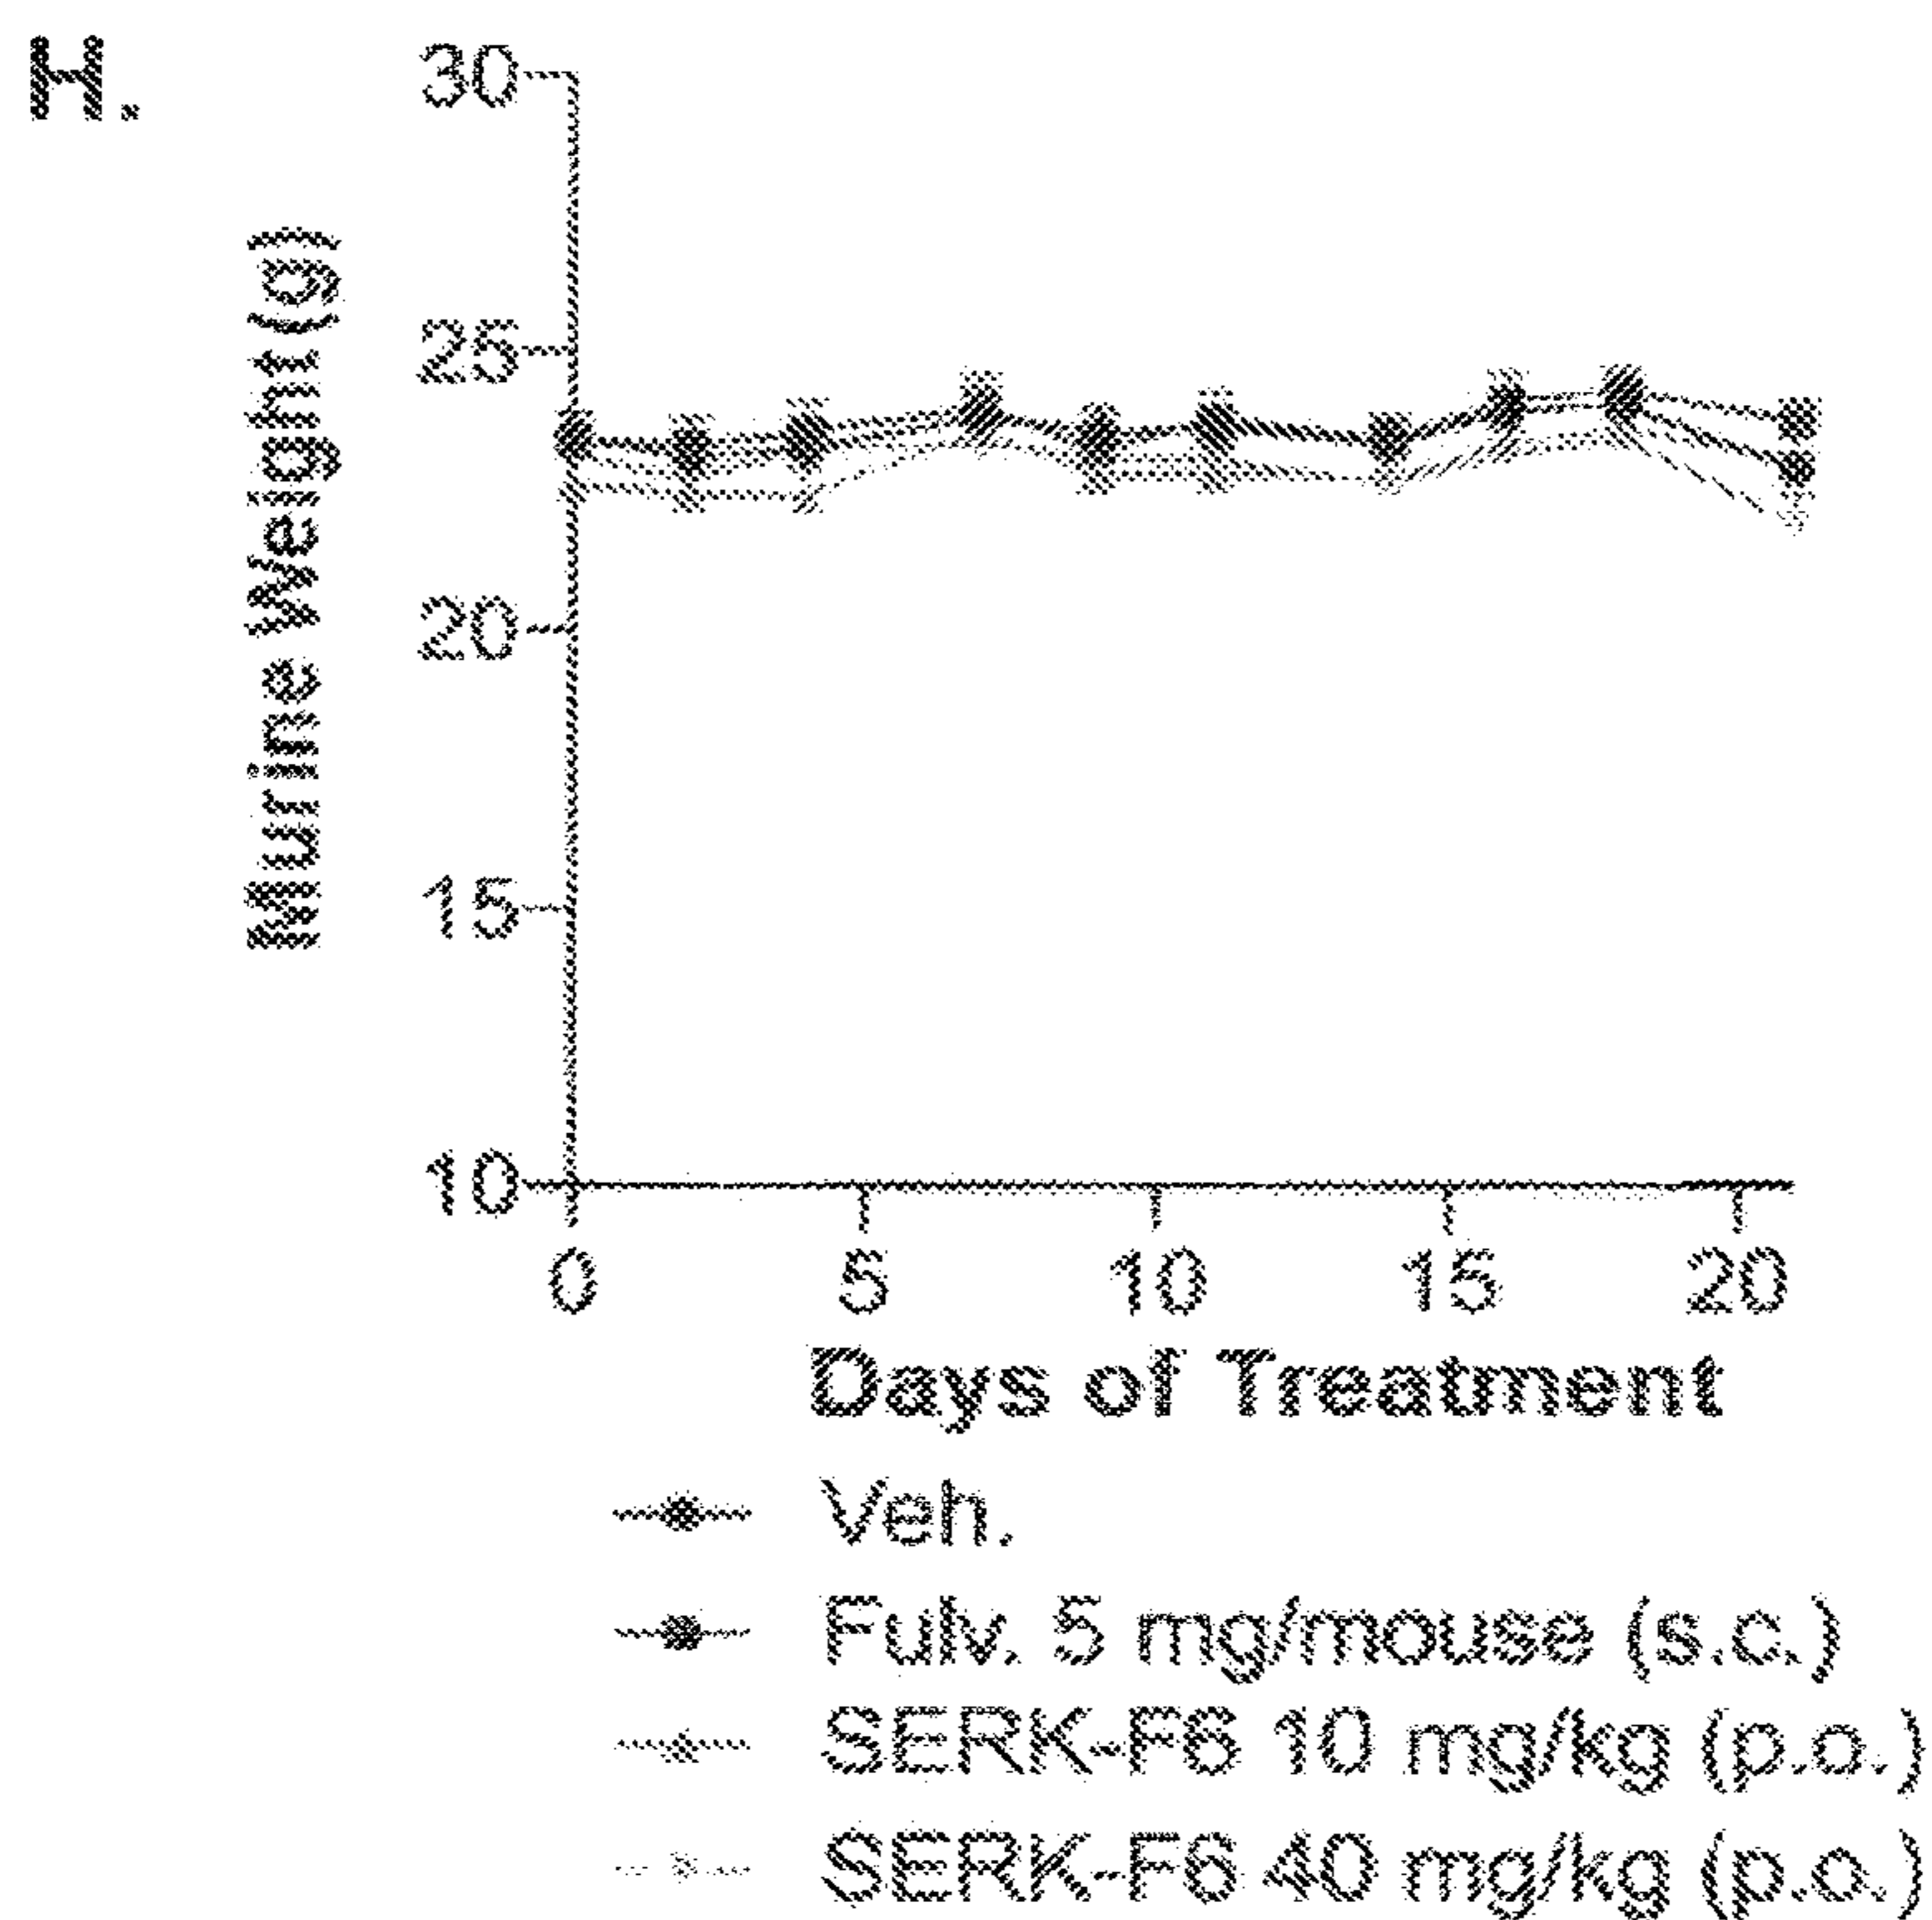 H.
30
25
20
15
10
Murine Weight (g)
0 5 10 15 20
Days of Treatment
Veh.
Fulv. 5 mg/mouse (s.c.)
SERK-F6 10 mg/kg (p.o.)
SERK-F6 40 mg/kg (p.o.)